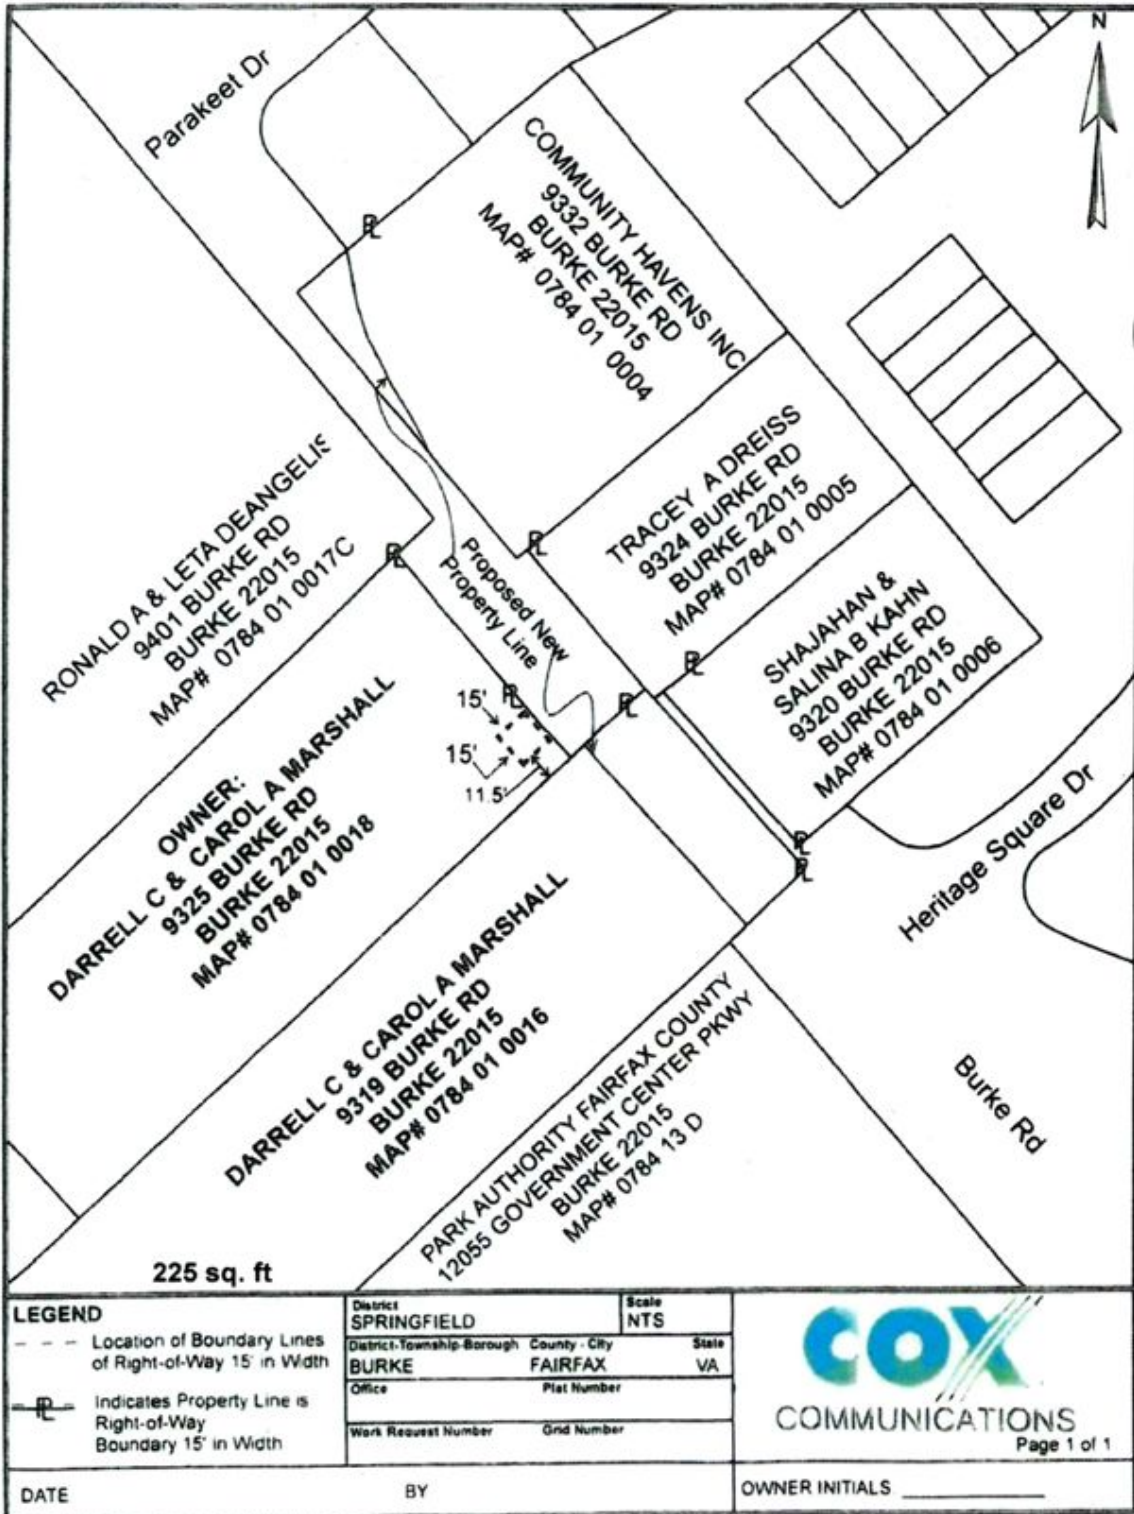 N
Parakeet Dr
COMMUNITY HAVENS INC
9332 BURKE RD
BURKE 22015
MAP# 0784 01 0004
TRACEY A DREISS
9324 BURKE RD
BURKE 22015
MAP# 0784 01 0005
RONALD A & LETA DEANGELIS
9401 BURKE RD
BURKE 22015
MAP# 0784 01 0017C
Proposed New
Property Line
SHAJAHAN &
SALINA B KAHN
9320 BURKE RD
BURKE 22015
MAP# 0784 01 0006
15'
15'
11.5'
OWNER:
DARRELL C & CAROL A MARSHALL
9325 BURKE RD
BURKE 22015
MAP# 0784 01 0018
Heritage Square Dr
DARRELL C & CAROL A MARSHALL
9319 BURKE RD
BURKE 22015
MAP# 0784 01 0016
PARK AUTHORITY FAIRFAX COUNTY
12055 GOVERNMENT CENTER PKWY
BURKE 22015
MAP# 0784 13 D
Burke Rd
225 sq. ft
LEGEND
Location of Boundary Lines
of Right-of-Way 15' in Width
PL Indicates Property Line is
Right-of-Way
Boundary 15' in Width
District
SPRINGFIELD
Scale
NTS
District-Township-Borough County - City State
BURKE FAIRFAX VA
Office Plat Number
Work Request Number Grid Number
COX
COMMUNICATIONS
Page 1 of 1
DATE BY OWNER INITIALS